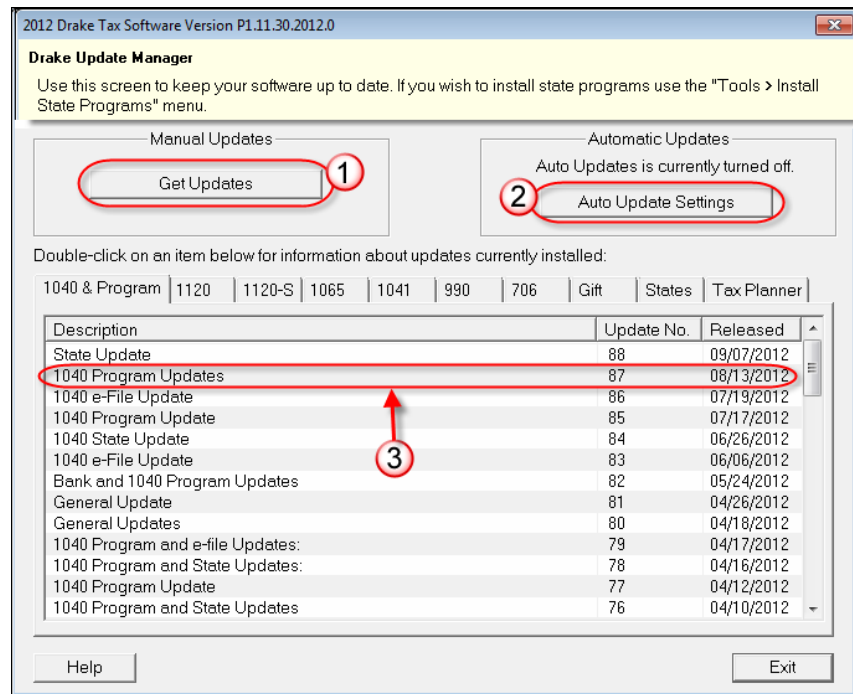 2012 Drake Tax Software Version P1.11.30.2012.0
Drake Update Manager
Use this screen to keep your software up to date. If you wish to install state programs use the "Tools > Install
State Programs" menu.
Manual Updates
Get Updates
1
Automatic Updates
Auto Updates is currently turned off.
2
Auto Update Settings
Double-click on an item below for information about updates currently installed:
1040 & Program 1120 1120-S 1065 1041 990 706 Gift States Tax Planner
Description Update No. Released
State Update 88 09/07/2012
1040 Program Updates 87 08/13/2012
1040 e-File Update 86 07/19/2012
1040 Program Update 85 07/17/2012
1040 State Update 84 06/26/2012
1040 e-File Update 83 06/06/2012
Bank and 1040 Program Updates 82 05/24/2012
General Update 81 04/26/2012
General Updates 80 04/18/2012
1040 Program and e-file Updates: 79 04/17/2012
1040 Program and State Updates: 78 04/16/2012
1040 Program Update 77 04/12/2012
1040 Program and State Updates 76 04/10/2012
3
Help Exit